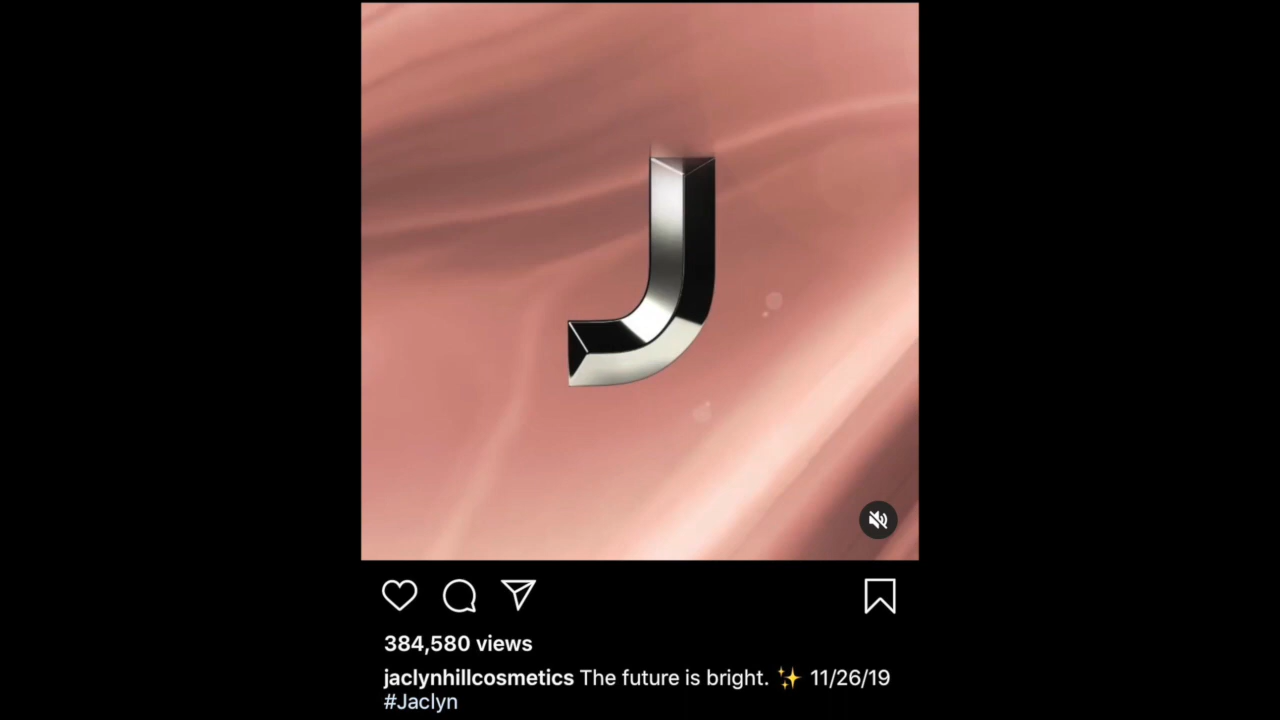 J
384,580 views
jaclynhillcosmetics The future is bright. ✨ 11/26/19
#Jaclyn